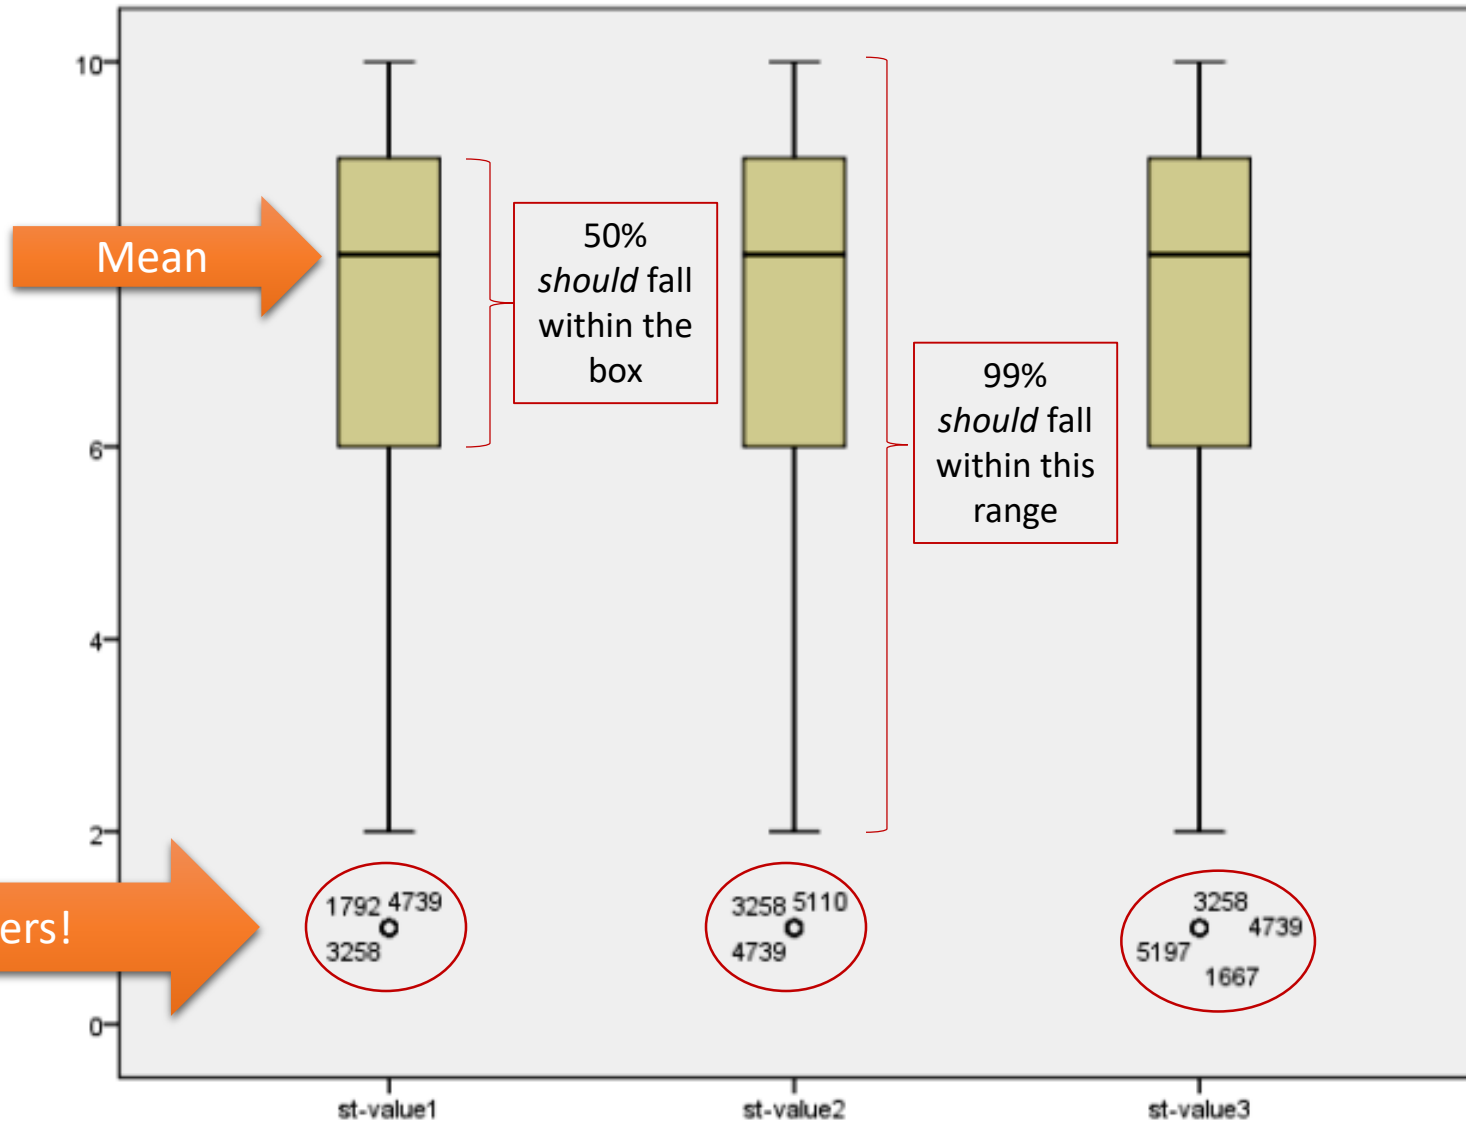 10
Mean
50%
should fall
within the
box
99%
should fall
within this
range
6
4
2
1792 4739
3258
3258 5110
4739
3258
4739
5197
1667
ers!
0
st-value1 st-value2 st-value3